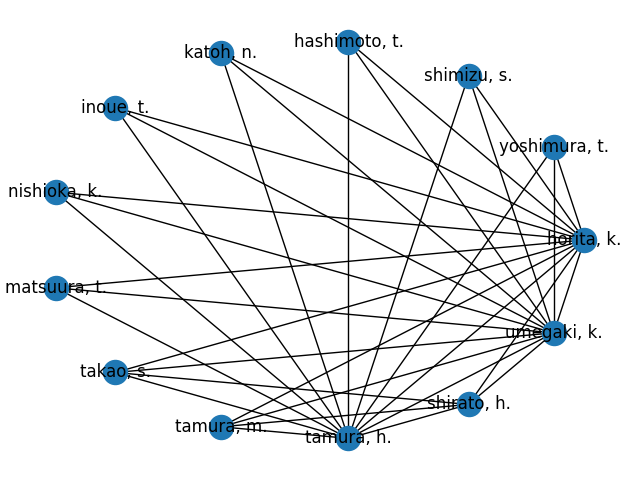 hashimoto, t.
katoh, n.
shimizu, s.
inoue, t.
yoshimura, t.
nishioka, k.
horita, k.
matsuura, t.
umegaki, k.
takao, s.
shirato, h.
tamura, m.
tamura, h.